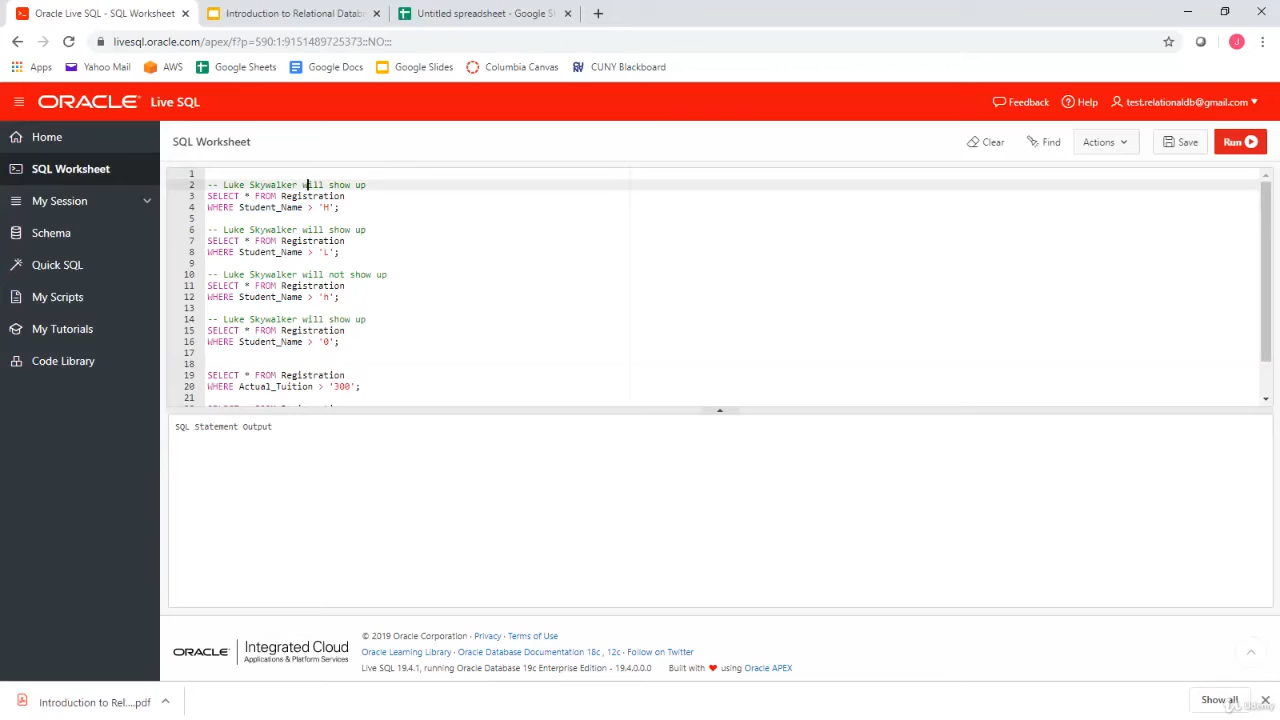 Oracle Live SQL - SQL Worksheet
Introduction to Relational Datab
Untitled spreadsheet - Google S
livesql.oracle.com/apex/f?p=590:1:9151489725373::NO:::
Apps Yahoo Mail AWS Google Sheets Google Docs Google Slides Columbia Canvas CUNY Blackboard
ORACLE Live SQL Feedback Help test.relationaldb@gmail.com
Home
SQL Worksheet
My Session
Schema
Quick SQL
My Scripts
My Tutorials
Code Library
SQL Worksheet Clear Find Actions Save Run
1
2 -- Luke Skywalker will show up
3 SELECT * FROM Registration
4 WHERE Student_Name > 'H';
5
6 -- Luke Skywalker will show up
7 SELECT * FROM Registration
8 WHERE Student_Name > 'L';
9
10 -- Luke Skywalker will not show up
11 SELECT * FROM Registration
12 WHERE Student_Name > 'h';
13
14 -- Luke Skywalker will show up
15 SELECT * FROM Registration
16 WHERE Student_Name > '0';
17
18
19 SELECT * FROM Registration
20 WHERE Actual_Tuition > '300';
21
SQL Statement Output
ORACLE Integrated Cloud
Applications & Platform Services
© 2019 Oracle Corporation · Privacy · Terms of Use
Oracle Learning Library · Oracle Database Documentation 18c, 12c · Follow on Twitter
Live SQL 19.4.1, running Oracle Database 19c Enterprise Edition - 19.4.0.0.0 Built with ❤ using Oracle APEX
Introduction to Rel....pdf
Show all
Udemy